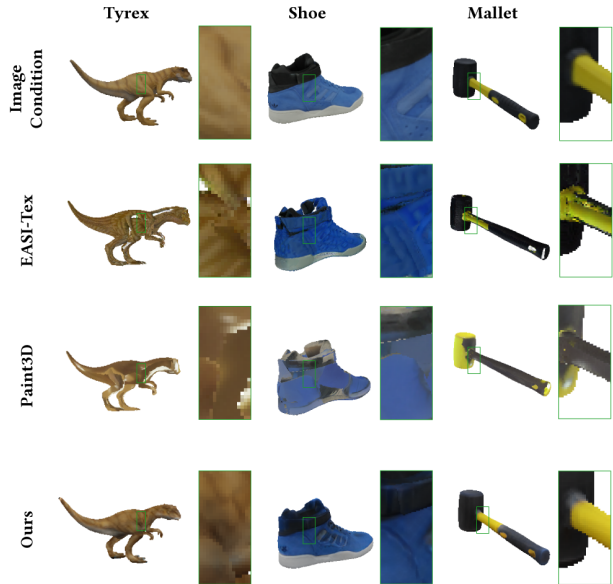 Tyrex Shoe Mallet
Image
Condition
EASI-Tex
Paint3D
Ours